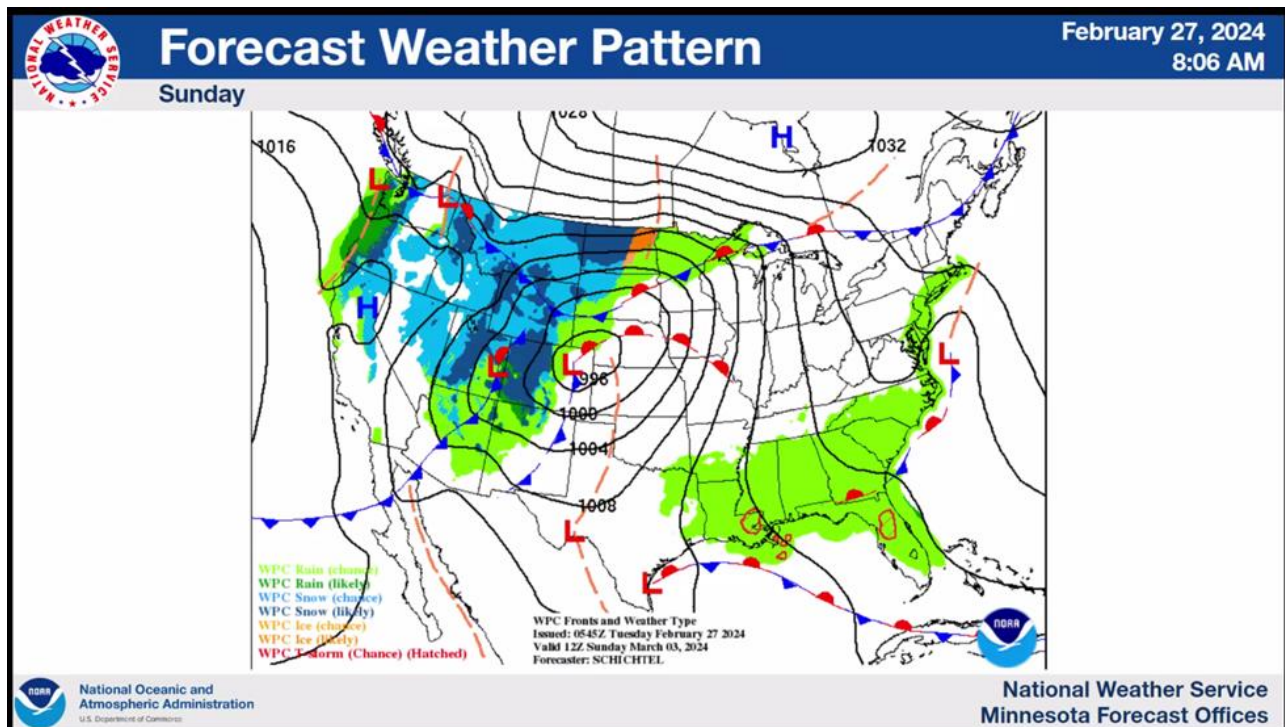 NATIONAL WEATHER SERVICE
Forecast Weather Pattern
February 27, 2024
8:06 AM
Sunday
1016
1028
H
1032
L
L
H
L
L
996
1000
1004
1008
L
L
L
WPC Rain (chance)
WPC Rain (likely)
WPC Snow (chance)
WPC Snow (likely)
WPC Ice (chance)
WPC Ice (likely)
WPC T-storm (Chance) (Hatched)
WPC Fronts and Weather Type
Issued: 0545Z Tuesday February 27 2024
Valid 12Z Sunday March 03, 2024
Forecaster: SCHICHTEL
NOAA
NOAA
National Oceanic and
Atmospheric Administration
U.S. Department of Commerce
National Weather Service
Minnesota Forecast Offices